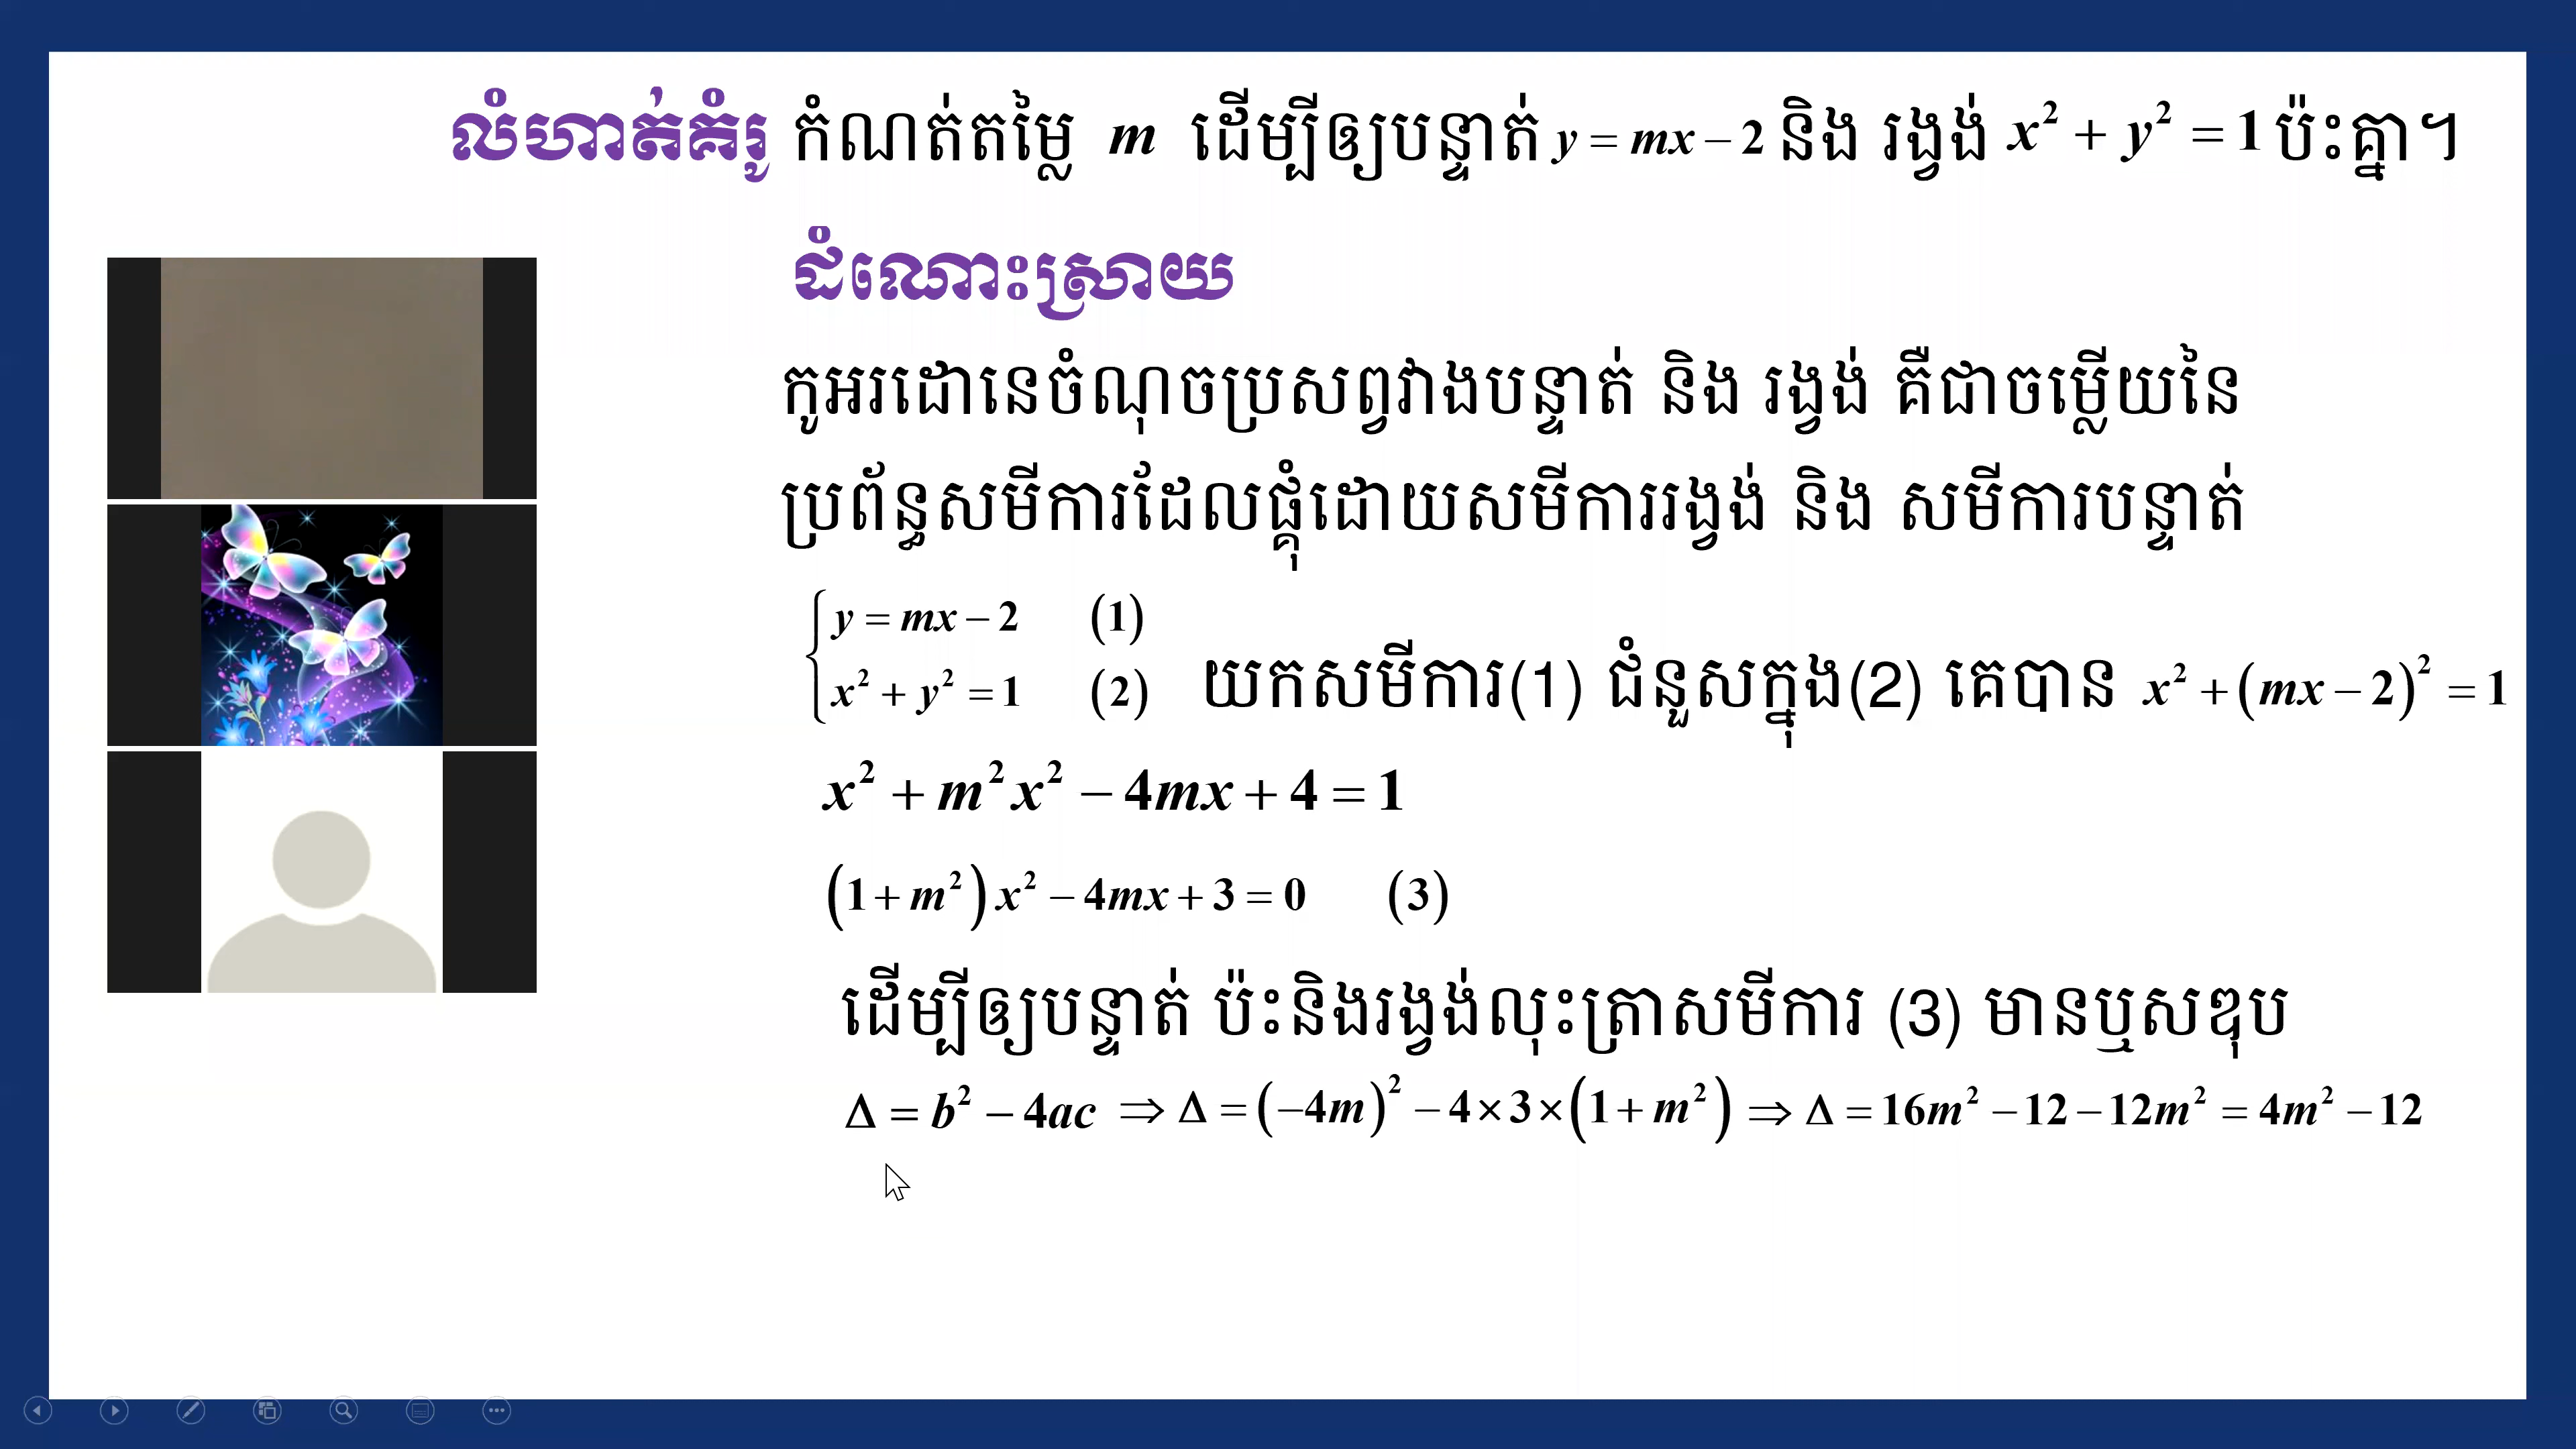 លំហាត់គំរូ កំណត់តម្លៃ m ដើម្បីឲ្យបន្ទាត់ y = mx − 2 និង រង្វង់ x² + y² = 1 ប៉ះគ្នា។
ដំណោះស្រាយ
កូអរដោនេចំណុចប្រសព្វវាងបន្ទាត់ និង រង្វង់ គឺជាចម្លើយនៃ
ប្រព័ន្ធសមីការដែលផ្គុំដោយសមីការរង្វង់ និង សមីការបន្ទាត់
y = mx − 2 (1)
x² + y² = 1 (2) យកសមីការ(1) ជំនួសក្នុង(2) គេបាន x² + (mx − 2)² = 1
x² + m²x² − 4mx + 4 = 1
(1 + m²)x² − 4mx + 3 = 0 (3)
ដើម្បីឲ្យបន្ទាត់ ប៉ះនិងរង្វង់លុះត្រាសមីការ (3) មានឬសឌុប
Δ = b² − 4ac ⇒ Δ = (−4m)² − 4×3×(1 + m²) ⇒ Δ = 16m² − 12 − 12m² = 4m² − 12